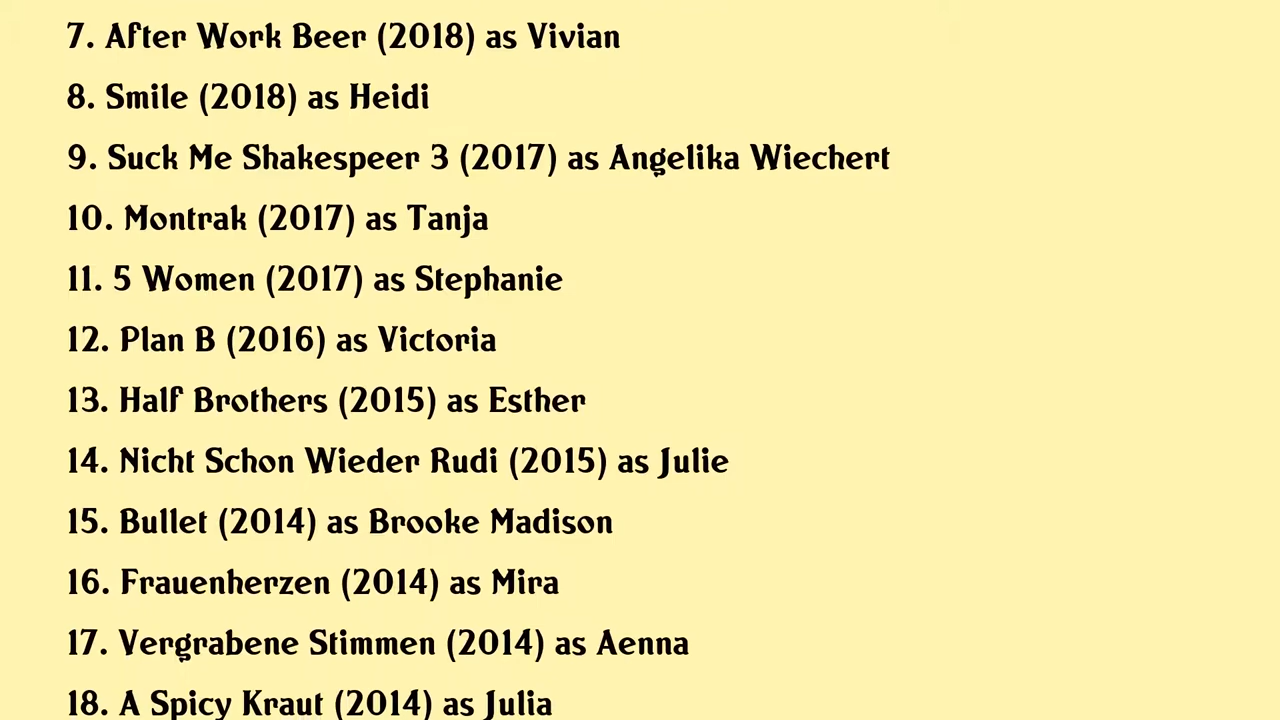 7. After Work Beer (2018) as Vivian
8. Smile (2018) as Heidi
9. Suck Me Shakespeer 3 (2017) as Angelika Wiechert
10. Montrak (2017) as Tanja
11. 5 Women (2017) as Stephanie
12. Plan B (2016) as Victoria
13. Half Brothers (2015) as Esther
14. Nicht Schon Wieder Rudi (2015) as Julie
15. Bullet (2014) as Brooke Madison
16. Frauenherzen (2014) as Mira
17. Vergrabene Stimmen (2014) as Aenna
18. A Spicy Kraut (2014) as Julia